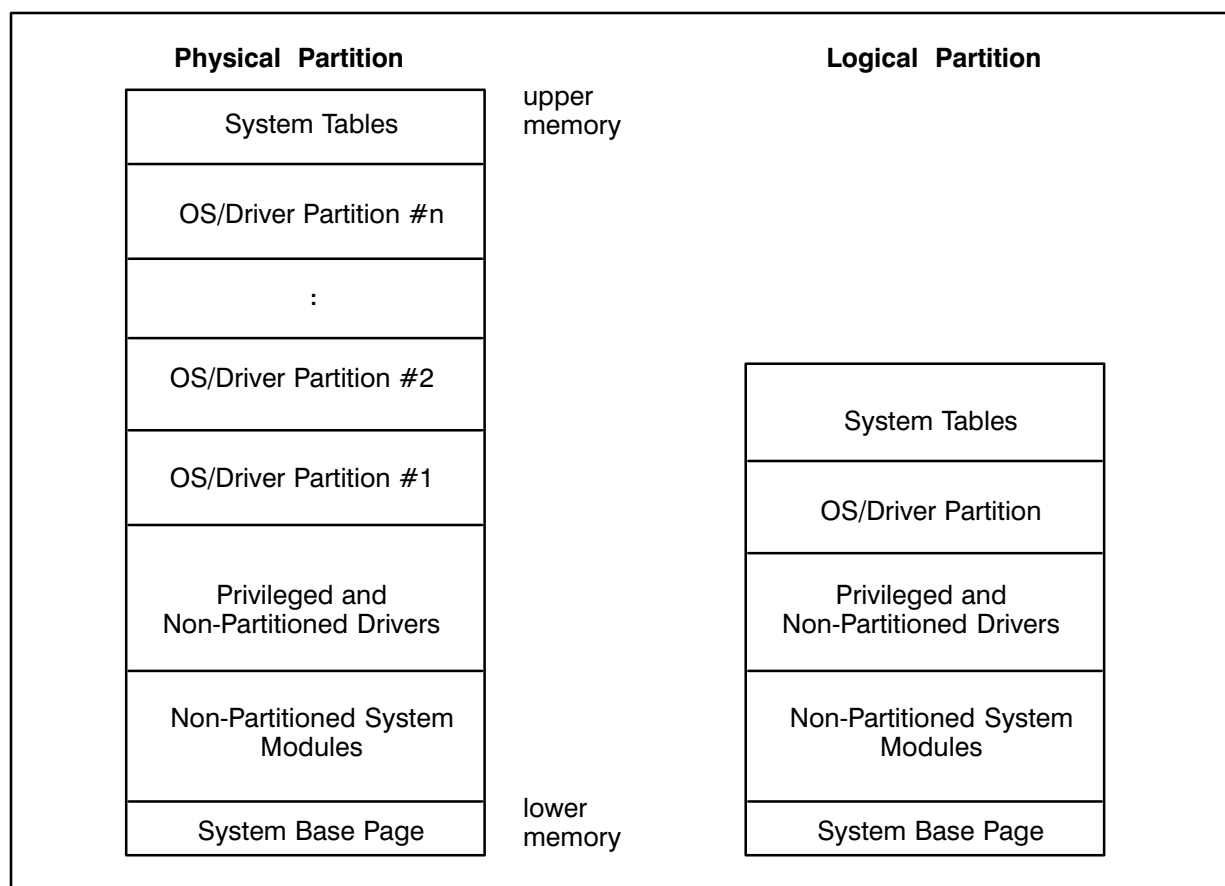 Physical Partition
upper
memory
System Tables
OS/Driver Partition #n
:
OS/Driver Partition #2
OS/Driver Partition #1
Privileged and
Non-Partitioned Drivers
Non-Partitioned System
Modules
lower
memory
System Base Page
Logical Partition
System Tables
OS/Driver Partition
Privileged and
Non-Partitioned Drivers
Non-Partitioned System
Modules
System Base Page